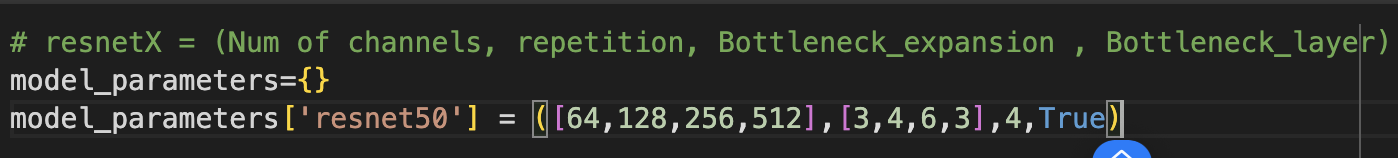 # resnetX = (Num of channels, repetition, Bottleneck_expansion , Bottleneck_layer)
model_parameters={}
model_parameters['resnet50'] = ([64,128,256,512],[3,4,6,3],4,True)